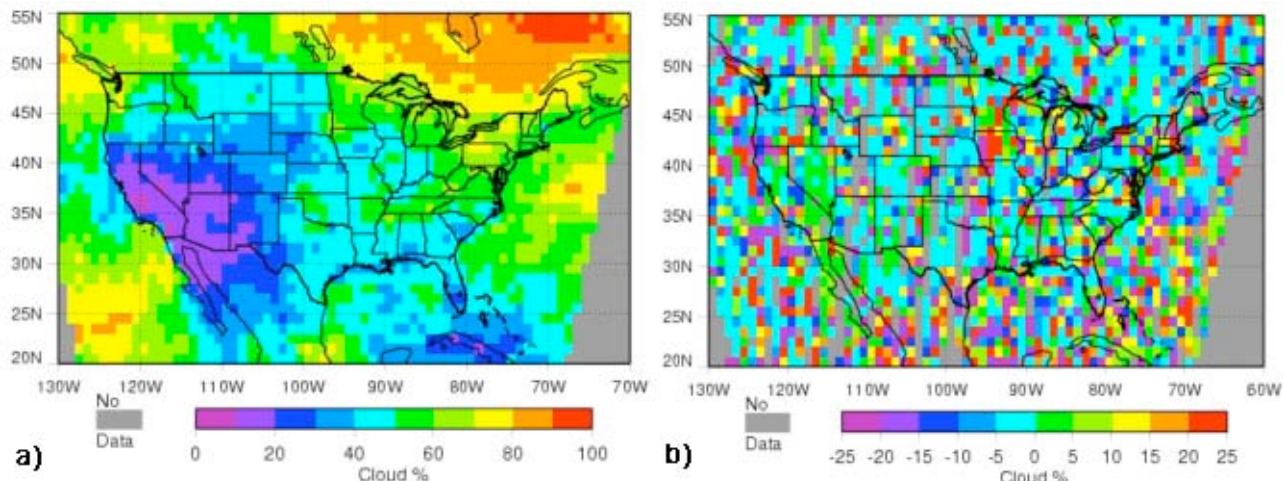 55N
50N
45N
40N
35N
30N
25N
20N
130W 120W 110W 100W 90W 80W 70W
No
Data
0 20 40 60 80 100
Cloud %
a)
55N
50N
45N
40N
35N
30N
25N
20N
130W 120W 110W 100W 90W 80W 70W 60W
No
Data
-25 -20 -15 -10 -5 0 5 10 15 20 25
Cloud %
b)